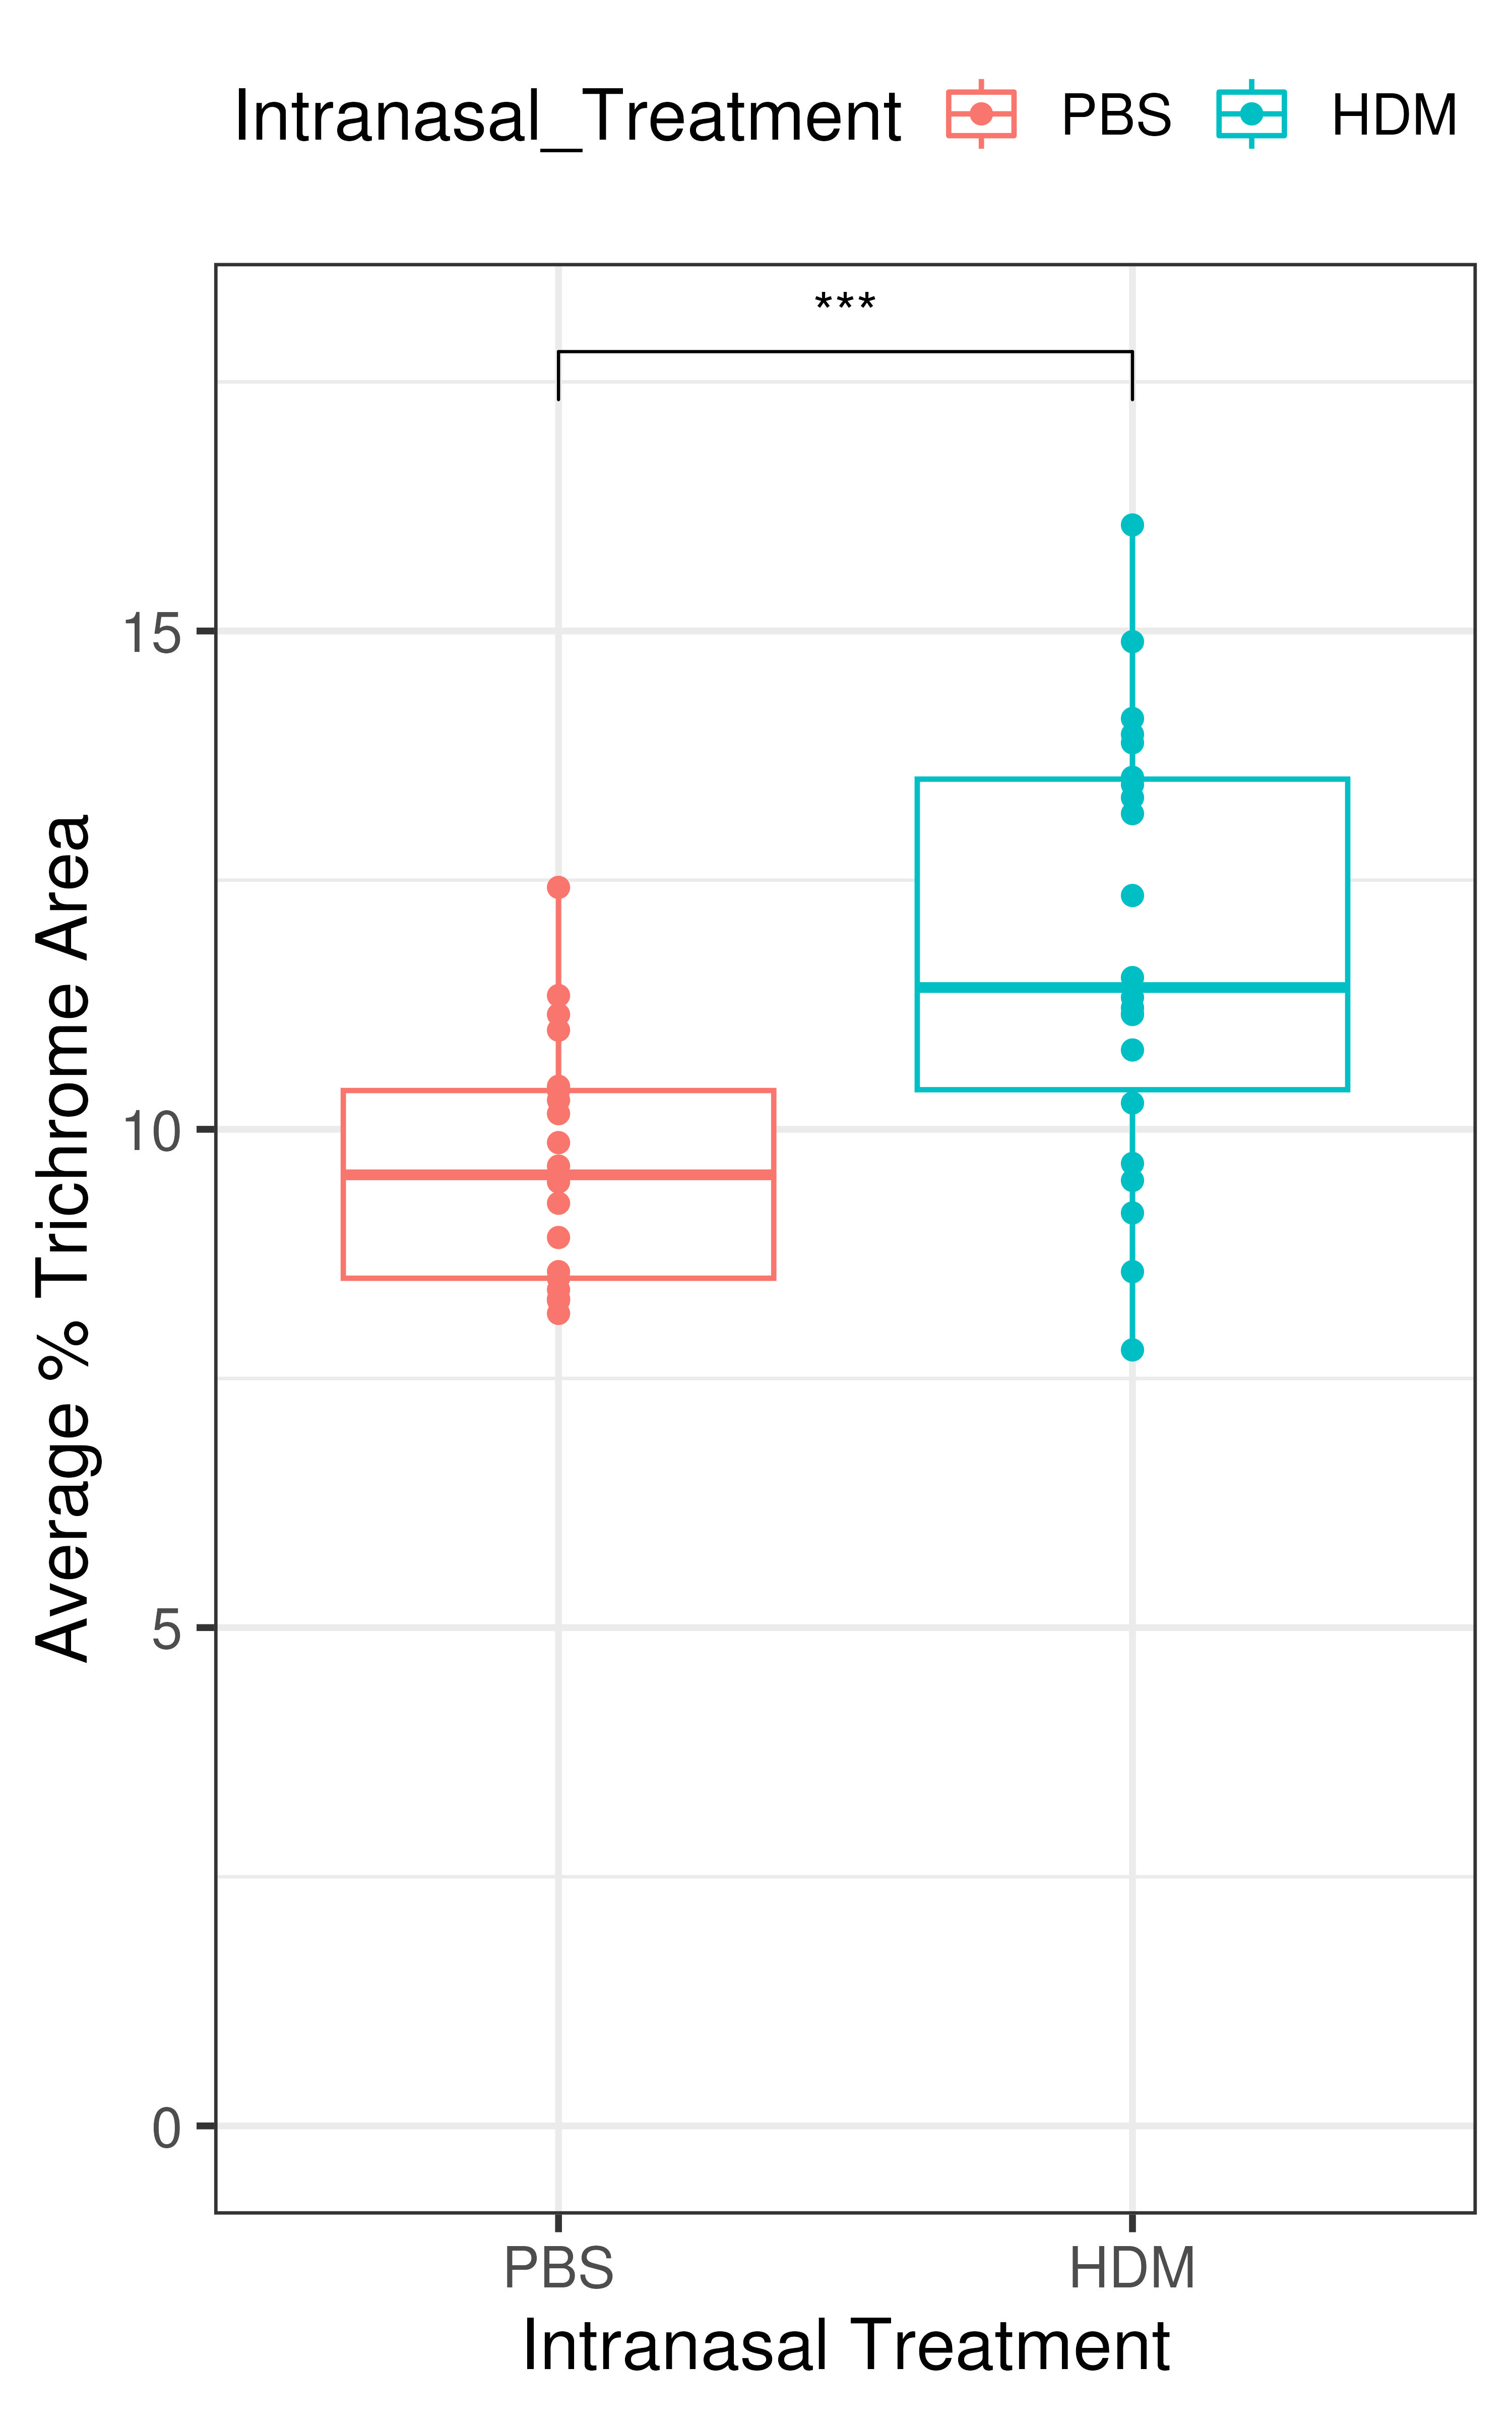 Intranasal_Treatment PBS HDM
***
Average % Trichrome Area
15
10
5
0
PBS HDM
Intranasal Treatment